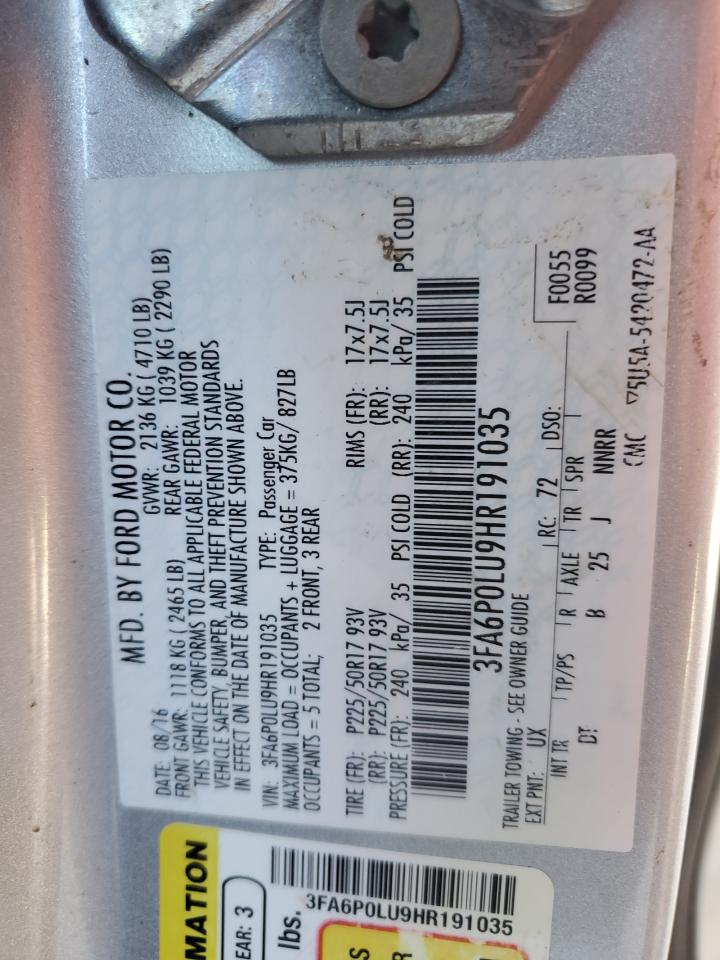 MFD. BY FORD MOTOR CO.
DATE: 08/16 GVWR: 2136 KG ( 4710 LB)
FRONT GAWR: 1118 KG ( 2465 LB) REAR GAWR: 1039 KG ( 2290 LB)
THIS VEHICLE CONFORMS TO ALL APPLICABLE FEDERAL MOTOR
VEHICLE SAFETY, BUMPER, AND THEFT PREVENTION STANDARDS
IN EFFECT ON THE DATE OF MANUFACTURE SHOWN ABOVE.
VIN: 3FA6P0LU9HR191035 TYPE: Passenger Car
MAXIMUM LOAD = OCCUPANTS + LUGGAGE = 375KG/ 827LB
OCCUPANTS = 5 TOTAL; 2 FRONT, 3 REAR
TIRE (FR): P225/50R17 93V RIMS (FR): 17x7.5J
(RR): P225/50R17 93V (RR): 17x7.5J
PRESSURE (FR): 240 kPa/ 35 PSI COLD (RR): 240 kPa/ 35 PSI COLD
3FA6P0LU9HR191035
TRAILER TOWING - SEE OWNER GUIDE F0055
EXT PNT: UX RC: 72 DSO: R0099
INT TR TP/PS R AXLE TR SPR
DT B 25 J NNRR
CMC 5U5A-5420472-AA
MATION
EAR: 3
lbs.
3FA6P0LU9HR191035
S
R